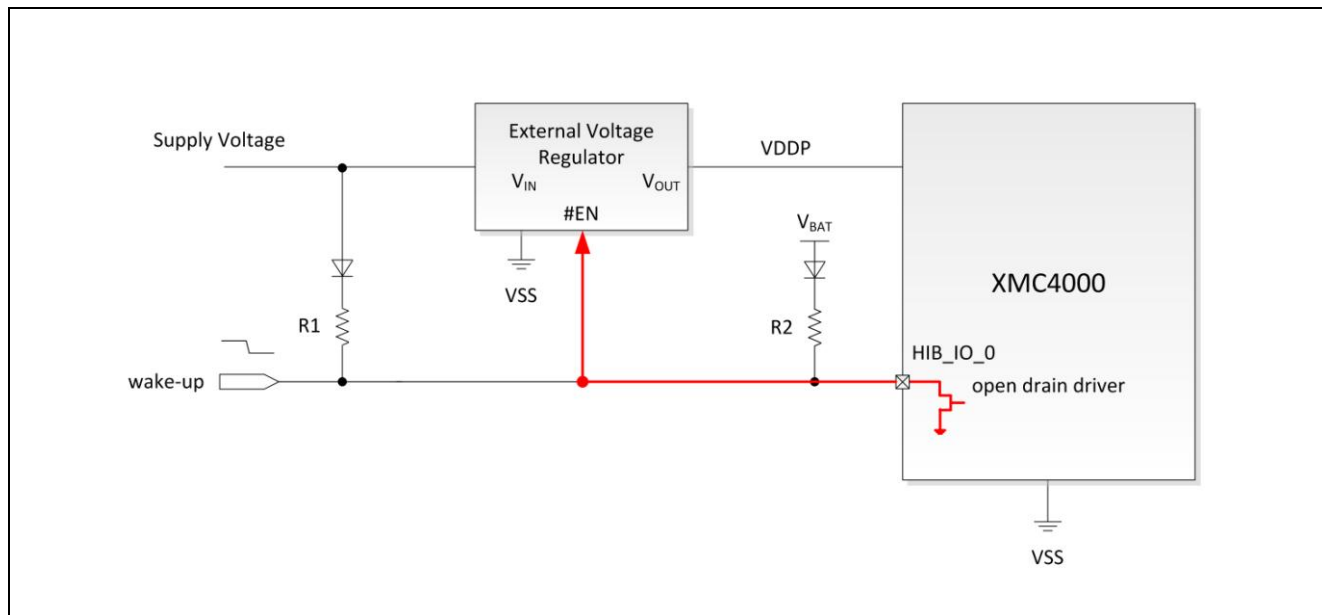 Supply Voltage
External Voltage
Regulator
VIN
VOUT
#EN
VDDP
VSS
VBAT
XMC4000
R1
R2
HIB_IO_0
wake-up
open drain driver
VSS